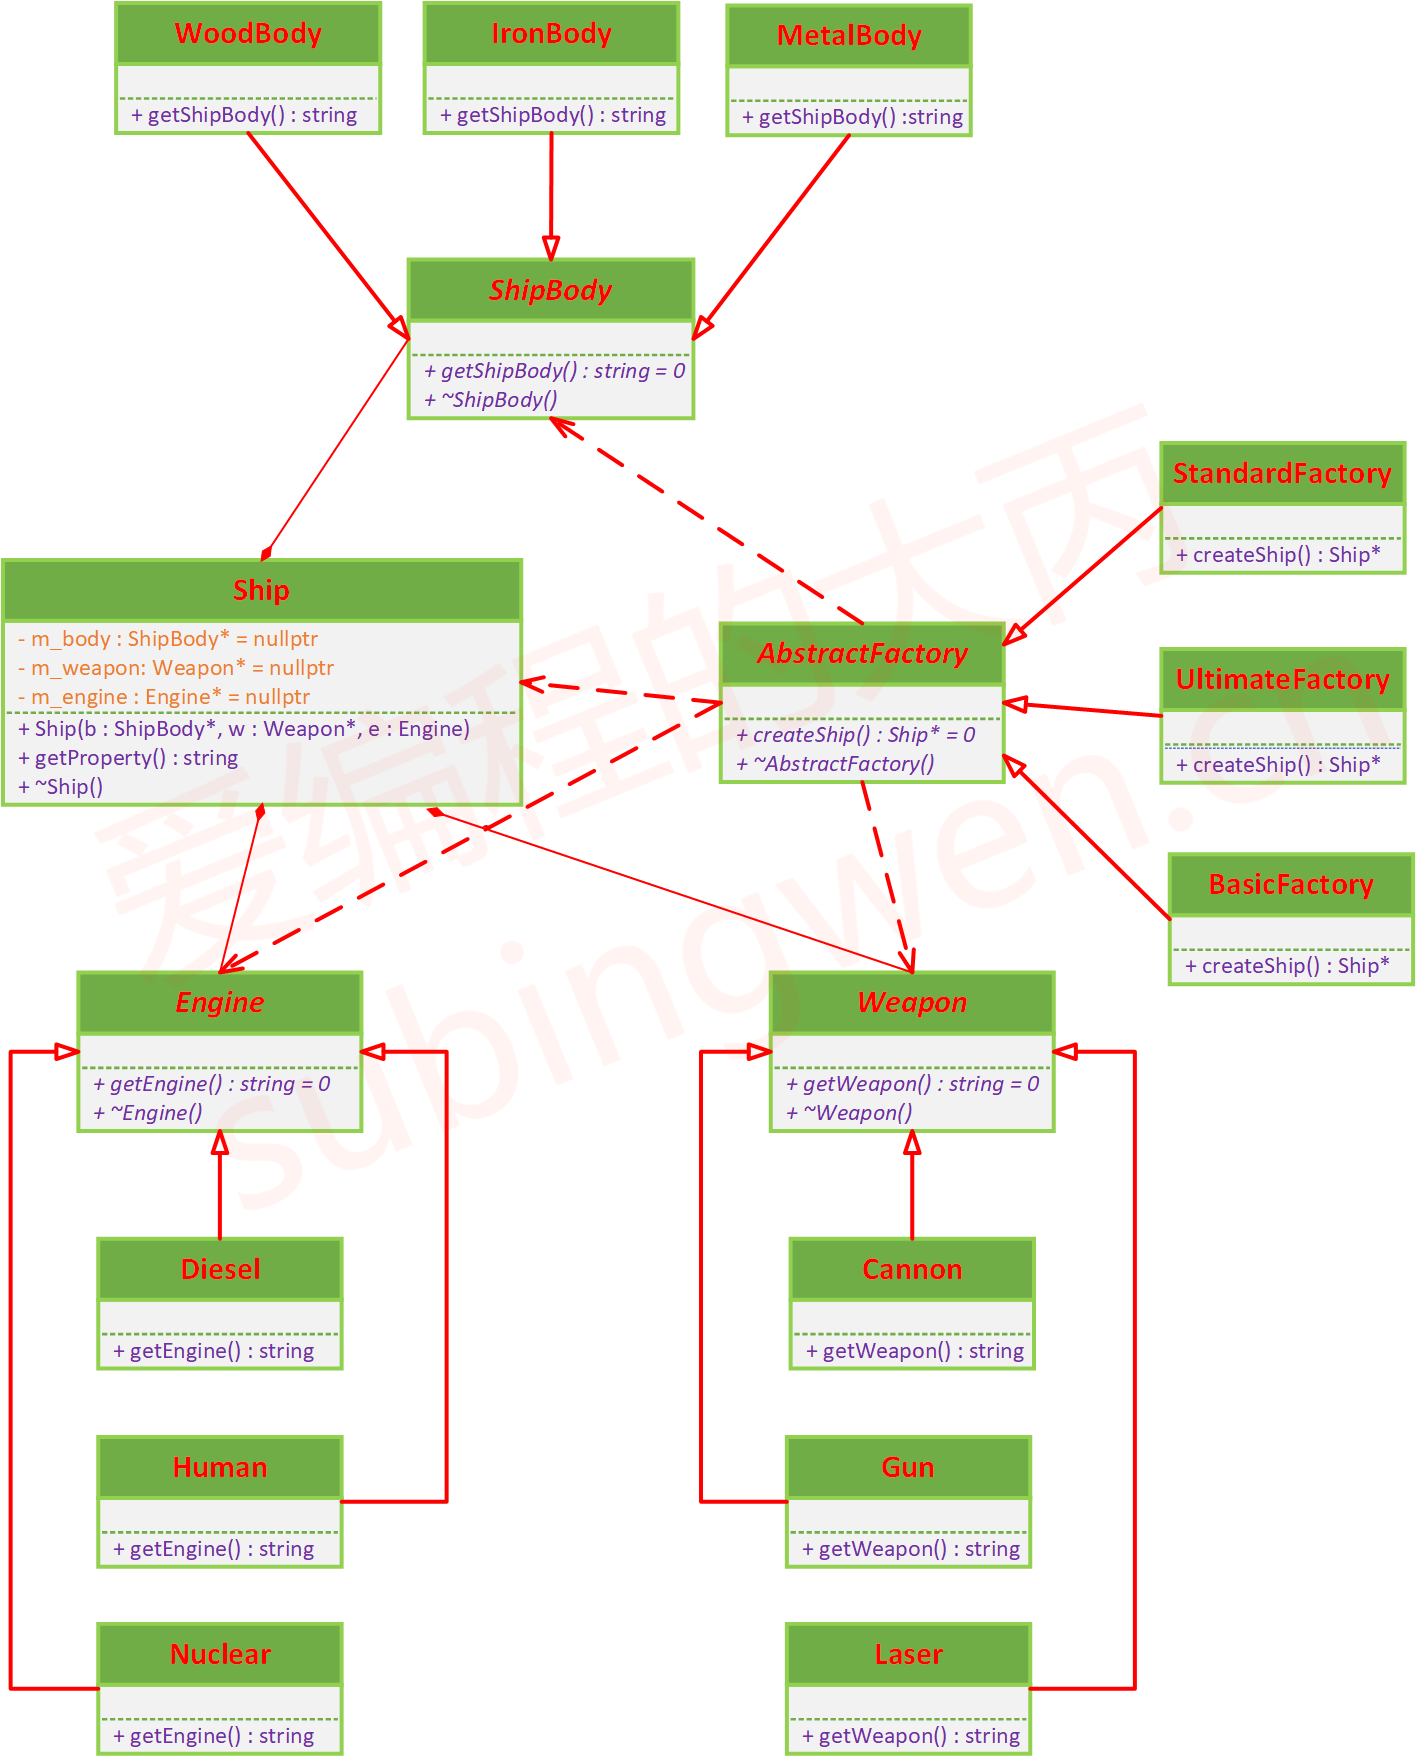 WoodBody
+ getShipBody() : string
IronBody
+ getShipBody() : string
MetalBody
+ getShipBody() :string
ShipBody
+ getShipBody() : string = 0
+ ~ShipBody()
StandardFactory
+ createShip() : Ship*
Ship
- m_body : ShipBody* = nullptr
- m_weapon: Weapon* = nullptr
- m_engine : Engine* = nullptr
+ Ship(b : ShipBody*, w : Weapon*, e : Engine)
+ getProperty() : string
+ ~Ship()
AbstractFactory
+ createShip() : Ship* = 0
+ ~AbstractFactory()
UltimateFactory
+ createShip() : Ship*
BasicFactory
+ createShip() : Ship*
Engine
+ getEngine() : string = 0
+ ~Engine()
Weapon
+ getWeapon() : string = 0
+ ~Weapon()
Diesel
+ getEngine() : string
Cannon
+ getWeapon() : string
Human
+ getEngine() : string
Gun
+ getWeapon() : string
Nuclear
+ getEngine() : string
Laser
+ getWeapon() : string
爱编程的大丙
subingwen.cn